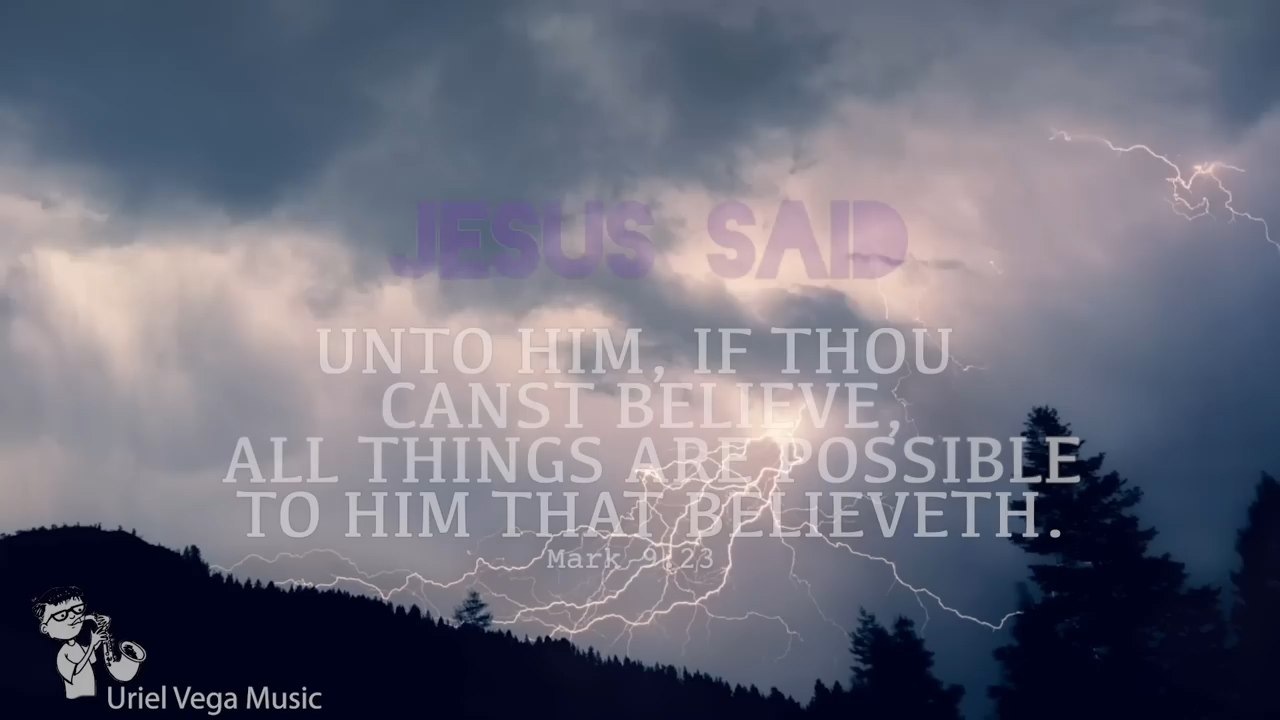 JESUS SAID
UNTO HIM, IF THOU
CANST BELIEVE,
ALL THINGS ARE POSSIBLE
TO HIM THAT BELIEVETH.
Mark 9:23
Uriel Vega Music